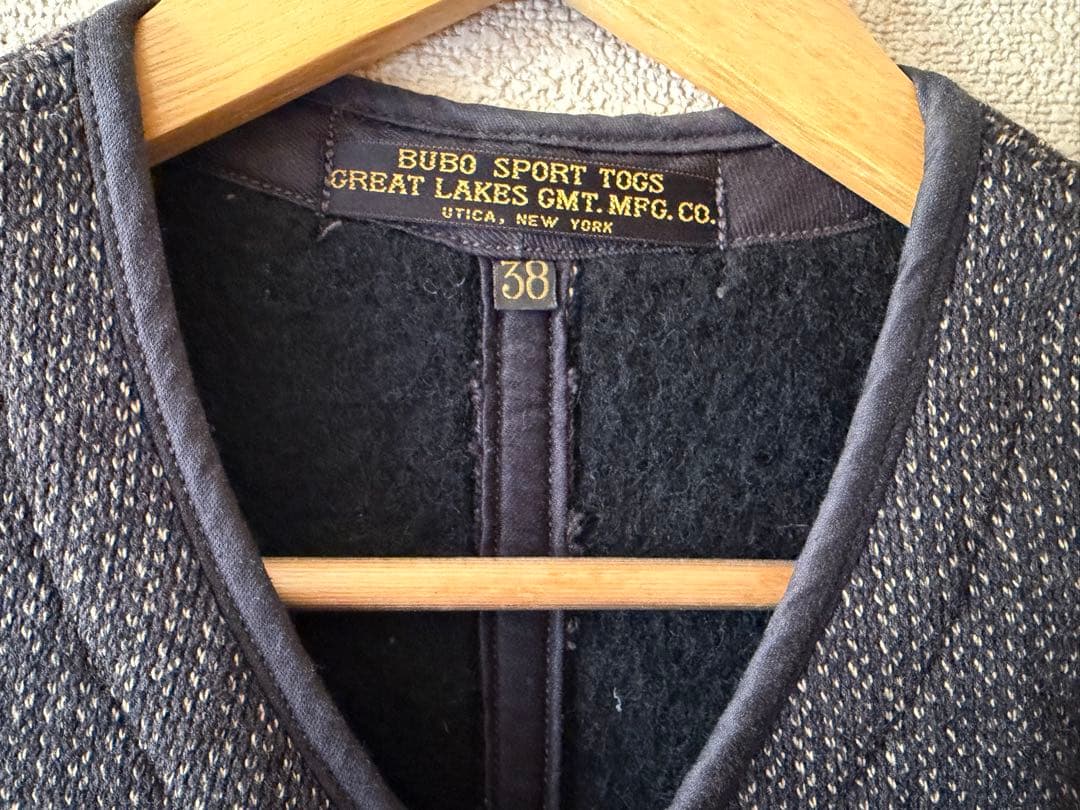 BUBO SPORT TOGS
GREAT LAKES GMT. MFG. CO.
UTICA, NEW YORK
38